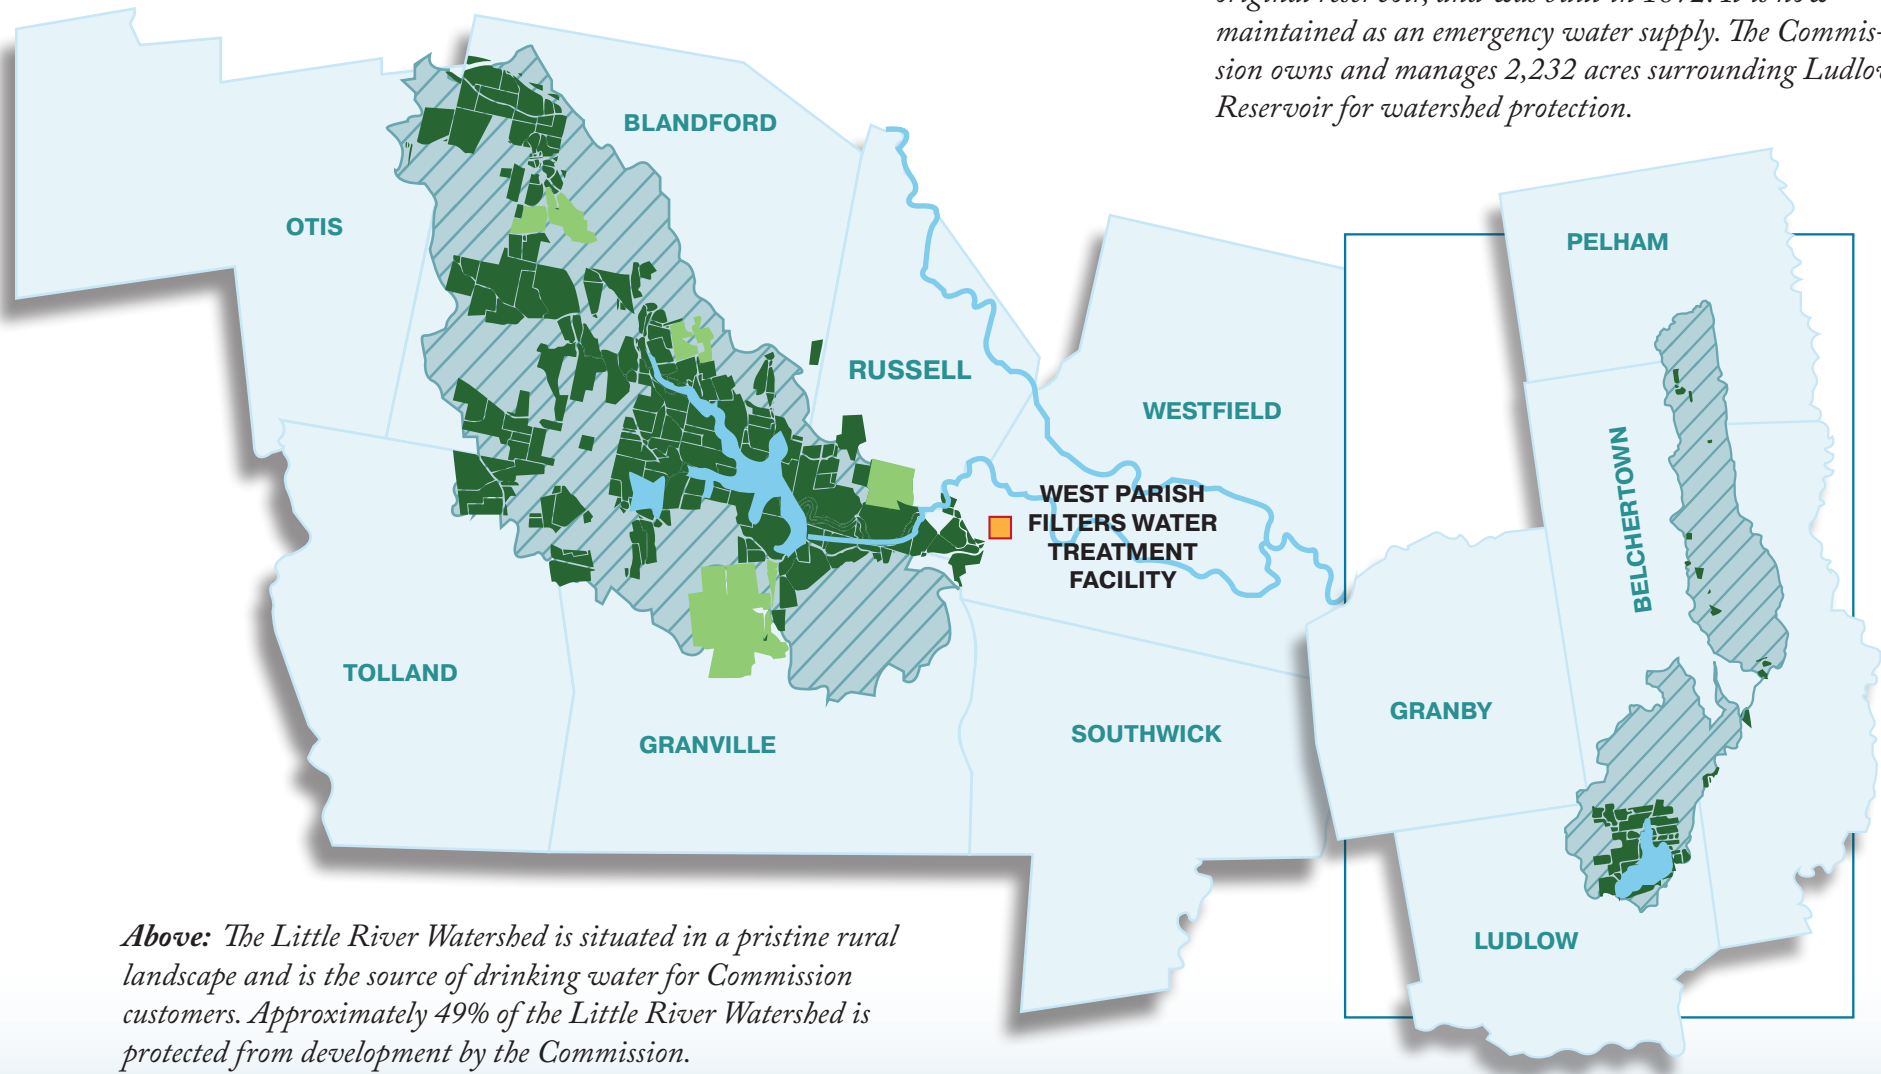 maintained as an emergency water supply. The Commis-
sion owns and manages 2,232 acres surrounding Ludlow
Reservoir for watershed protection.
BLANDFORD
OTIS
PELHAM
RUSSELL
WESTFIELD
BELCHERTOWN
WEST PARISH
FILTERS WATER
TREATMENT
FACILITY
TOLLAND
GRANBY
GRANVILLE
SOUTHWICK
LUDLOW
Above: The Little River Watershed is situated in a pristine rural
landscape and is the source of drinking water for Commission
customers. Approximately 49% of the Little River Watershed is
protected from development by the Commission.